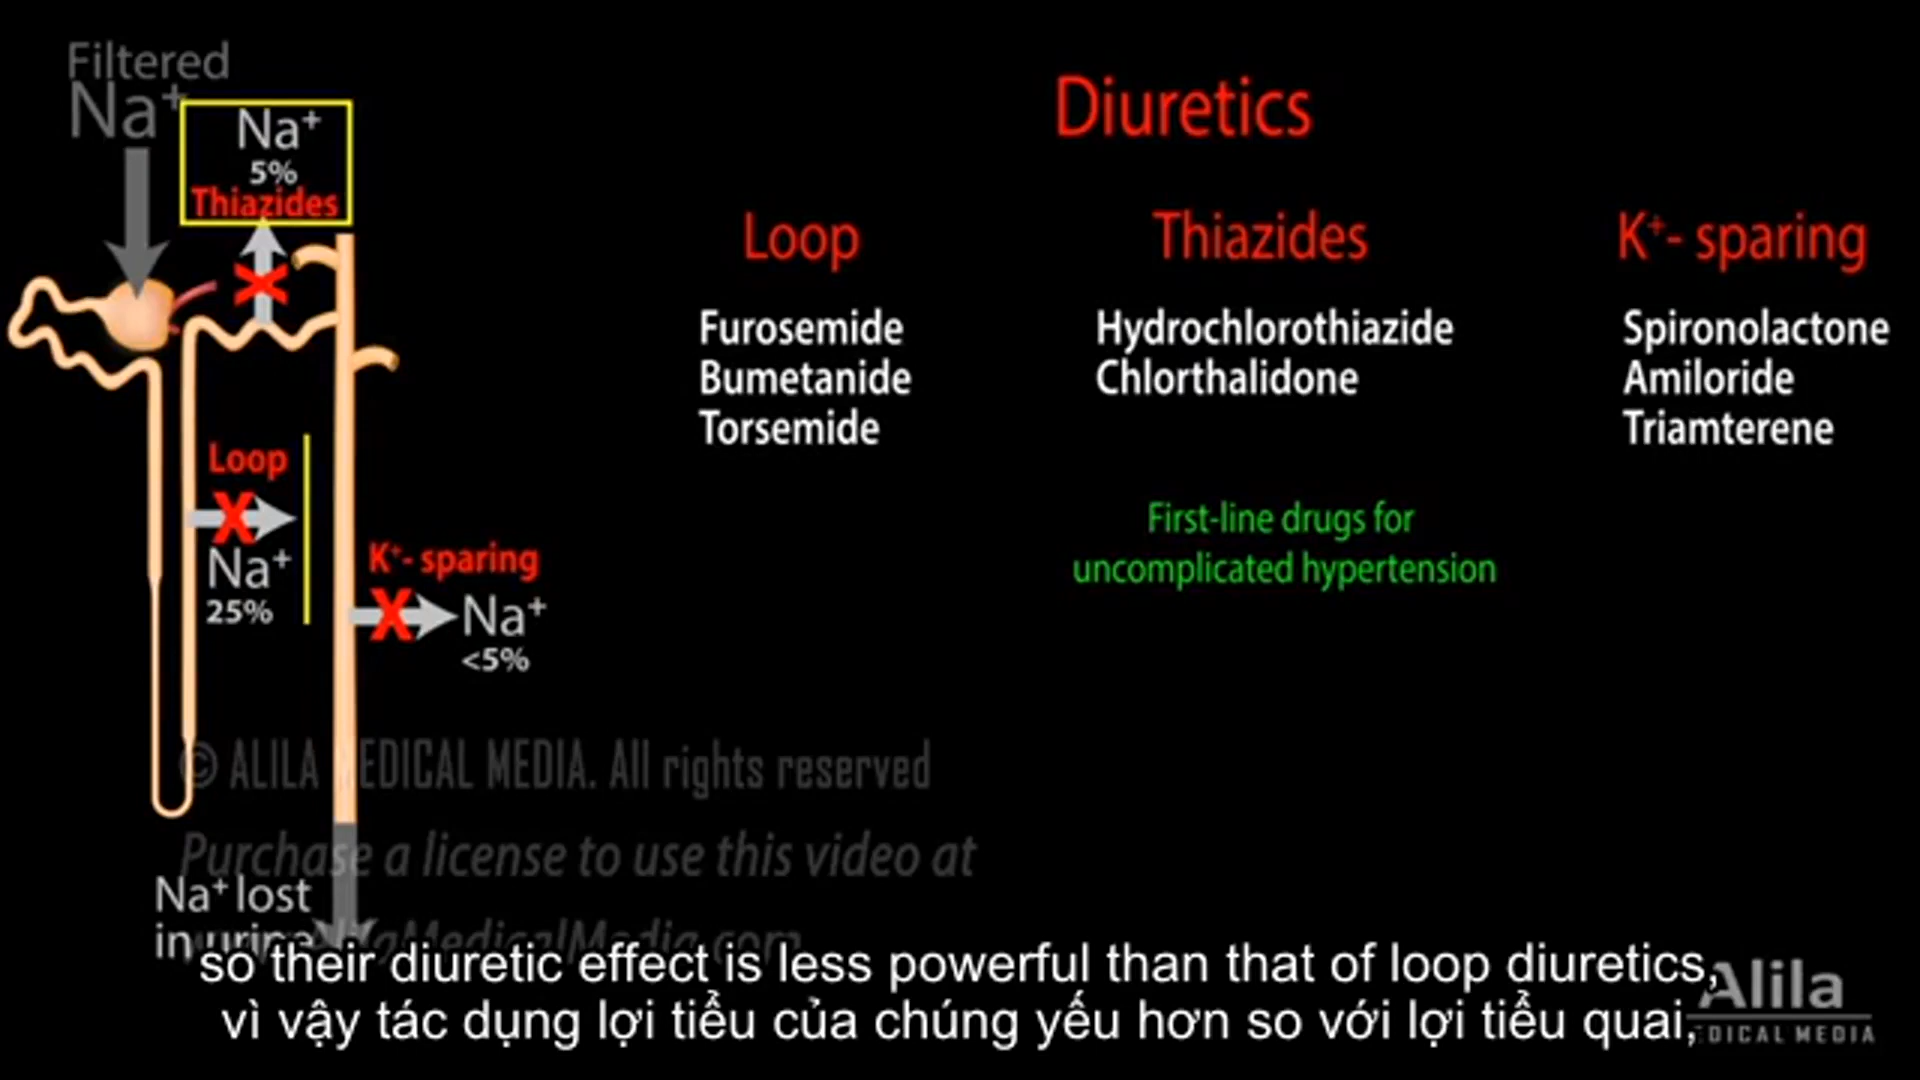 Filtered
Na⁺
Na⁺
5%
Thiazides
Diuretics
Loop
Furosemide
Bumetanide
Torsemide
Thiazides
Hydrochlorothiazide
Chlorthalidone
First-line drugs for
uncomplicated hypertension
K⁺- sparing
Spironolactone
Amiloride
Triamterene
Loop
Na⁺
25%
K⁺- sparing
Na⁺
<5%
© ALILA MEDICAL MEDIA. All rights reserved
Purchase a license to use this video at
Na⁺ lost
in urine
so their diuretic effect is less powerful than that of loop diuretics,
vì vậy tác dụng lợi tiểu của chúng yếu hơn so với lợi tiểu quai,
Alila
MEDICAL MEDIA